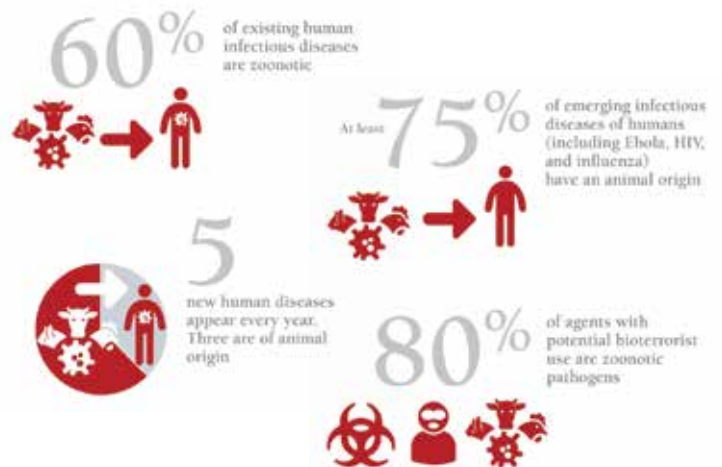 60%
of existing human
infectious diseases
are zoonotic
At least
75%
of emerging infectious
diseases of humans
(including Ebola, HIV,
and influenza)
have an animal origin
5
new human diseases
appear every year.
Three are of animal
origin
80%
of agents with
potential bioterrorist
use are zoonotic
pathogens